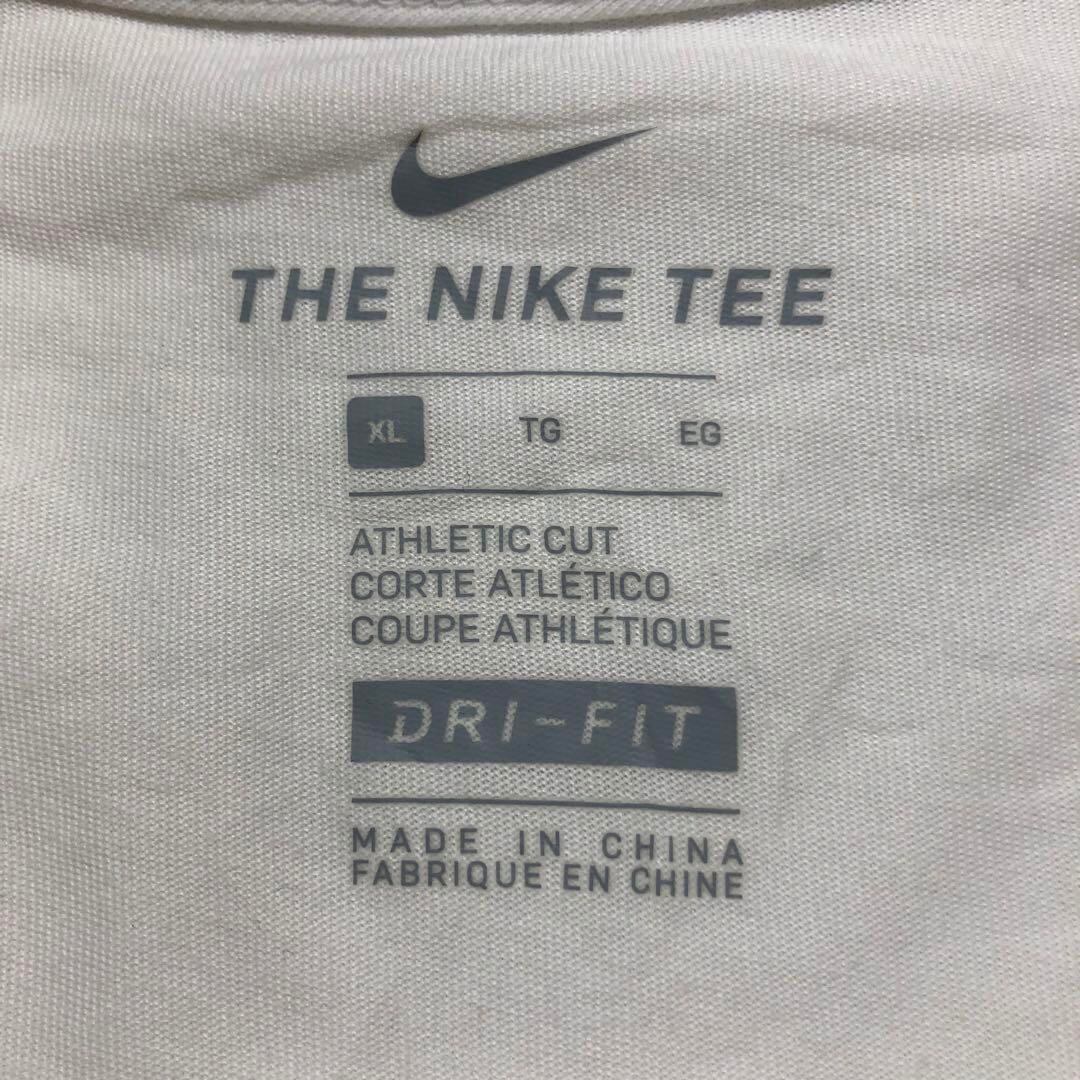 THE NIKE TEE
XL TG EG
ATHLETIC CUT
CORTE ATLÉTICO
COUPE ATHLÉTIQUE
DRI-FIT
MADE IN CHINA
FABRIQUE EN CHINE